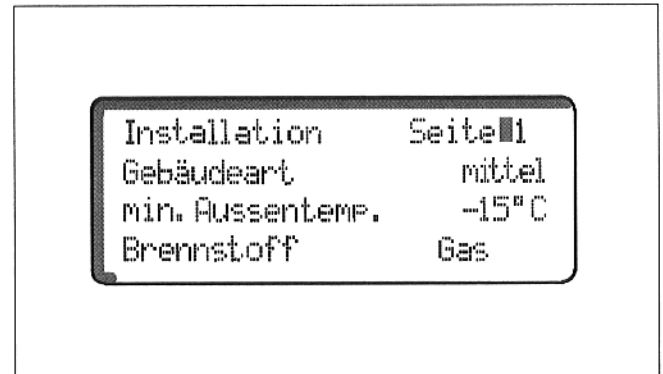 Installation Seite 1
Gebäudeart mittel
min. Aussentemp. -15°C
Brennstoff Gas